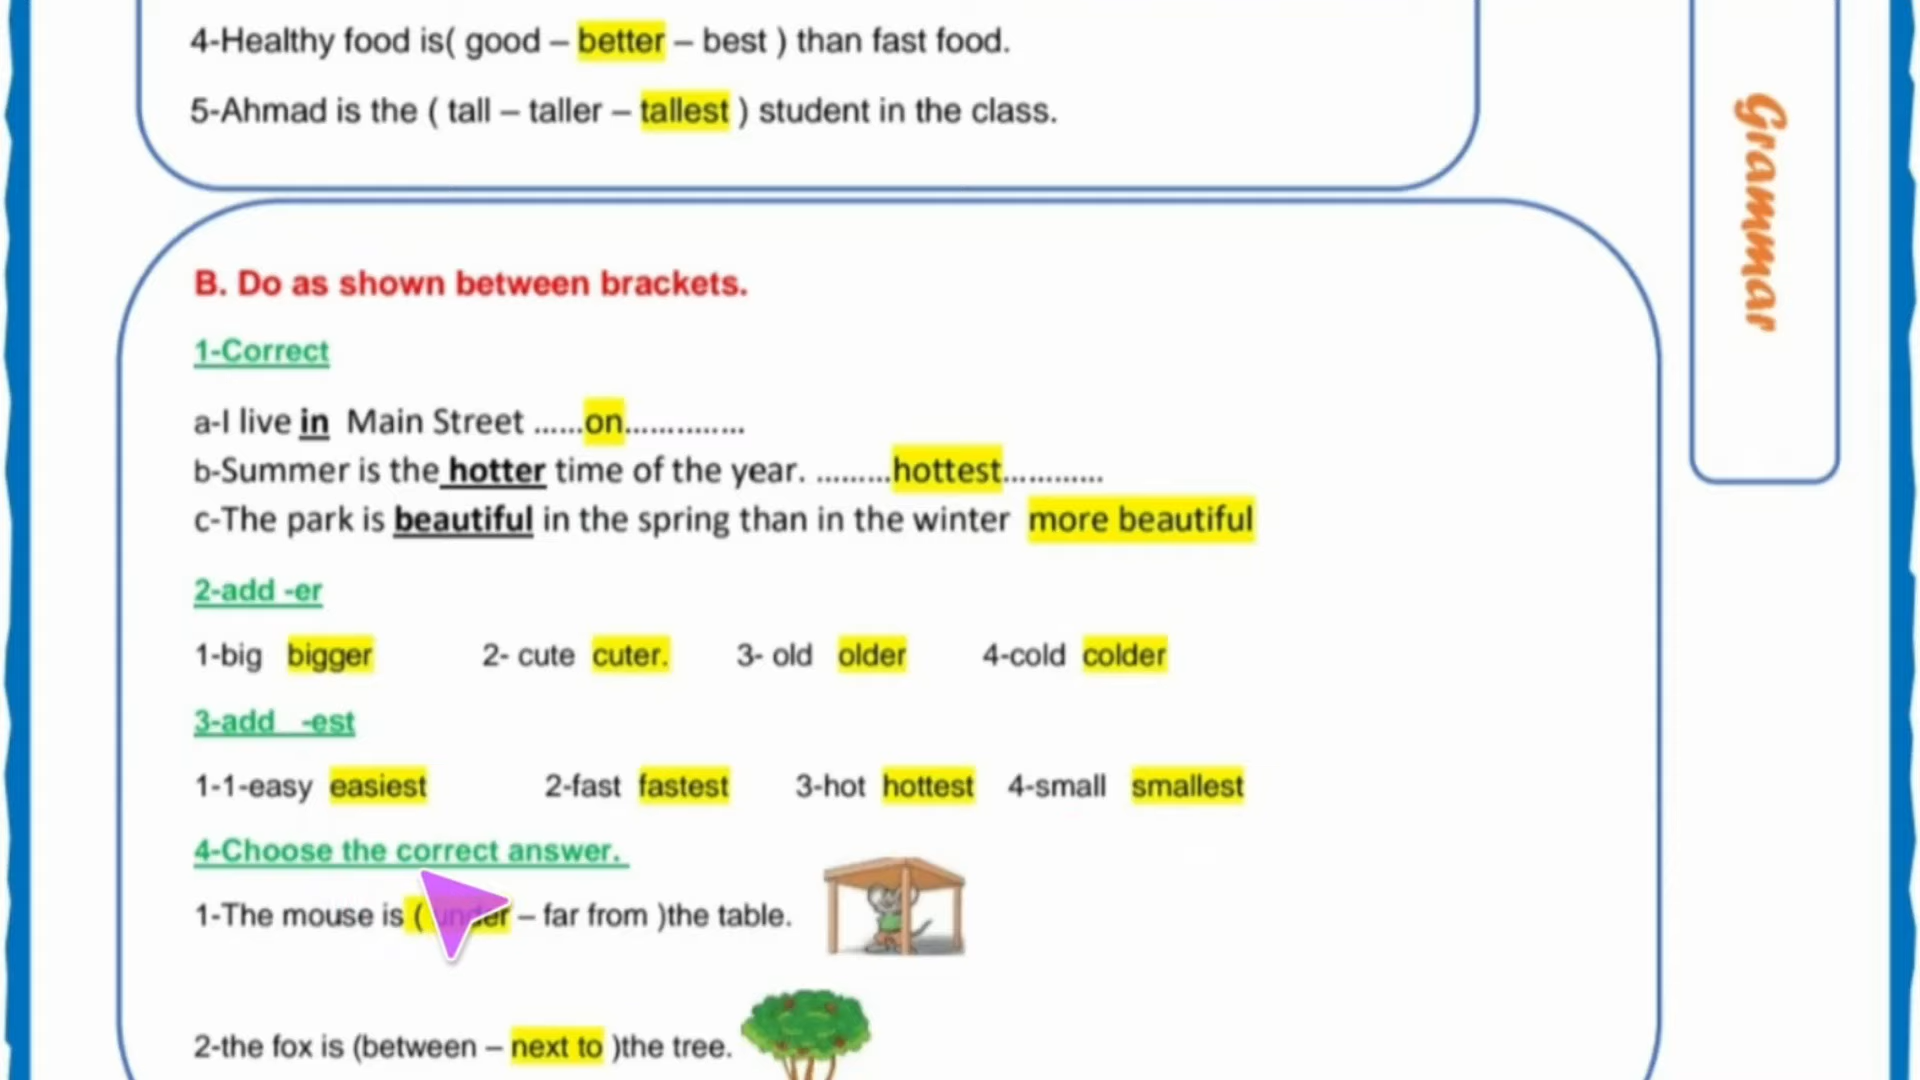 4-Healthy food is( good – better – best ) than fast food.
5-Ahmad is the ( tall – taller – tallest ) student in the class.
Grammar
B. Do as shown between brackets.
1-Correct
a-I live in Main Street ......on...............
b-Summer is the hotter time of the year. .........hottest............
c-The park is beautiful in the spring than in the winter more beautiful
2-add -er
1-big bigger 2- cute cuter. 3- old older 4-cold colder
3-add -est
1-1-easy easiest 2-fast fastest 3-hot hottest 4-small smallest
4-Choose the correct answer.
1-The mouse is ( under – far from )the table.
2-the fox is (between – next to )the tree.